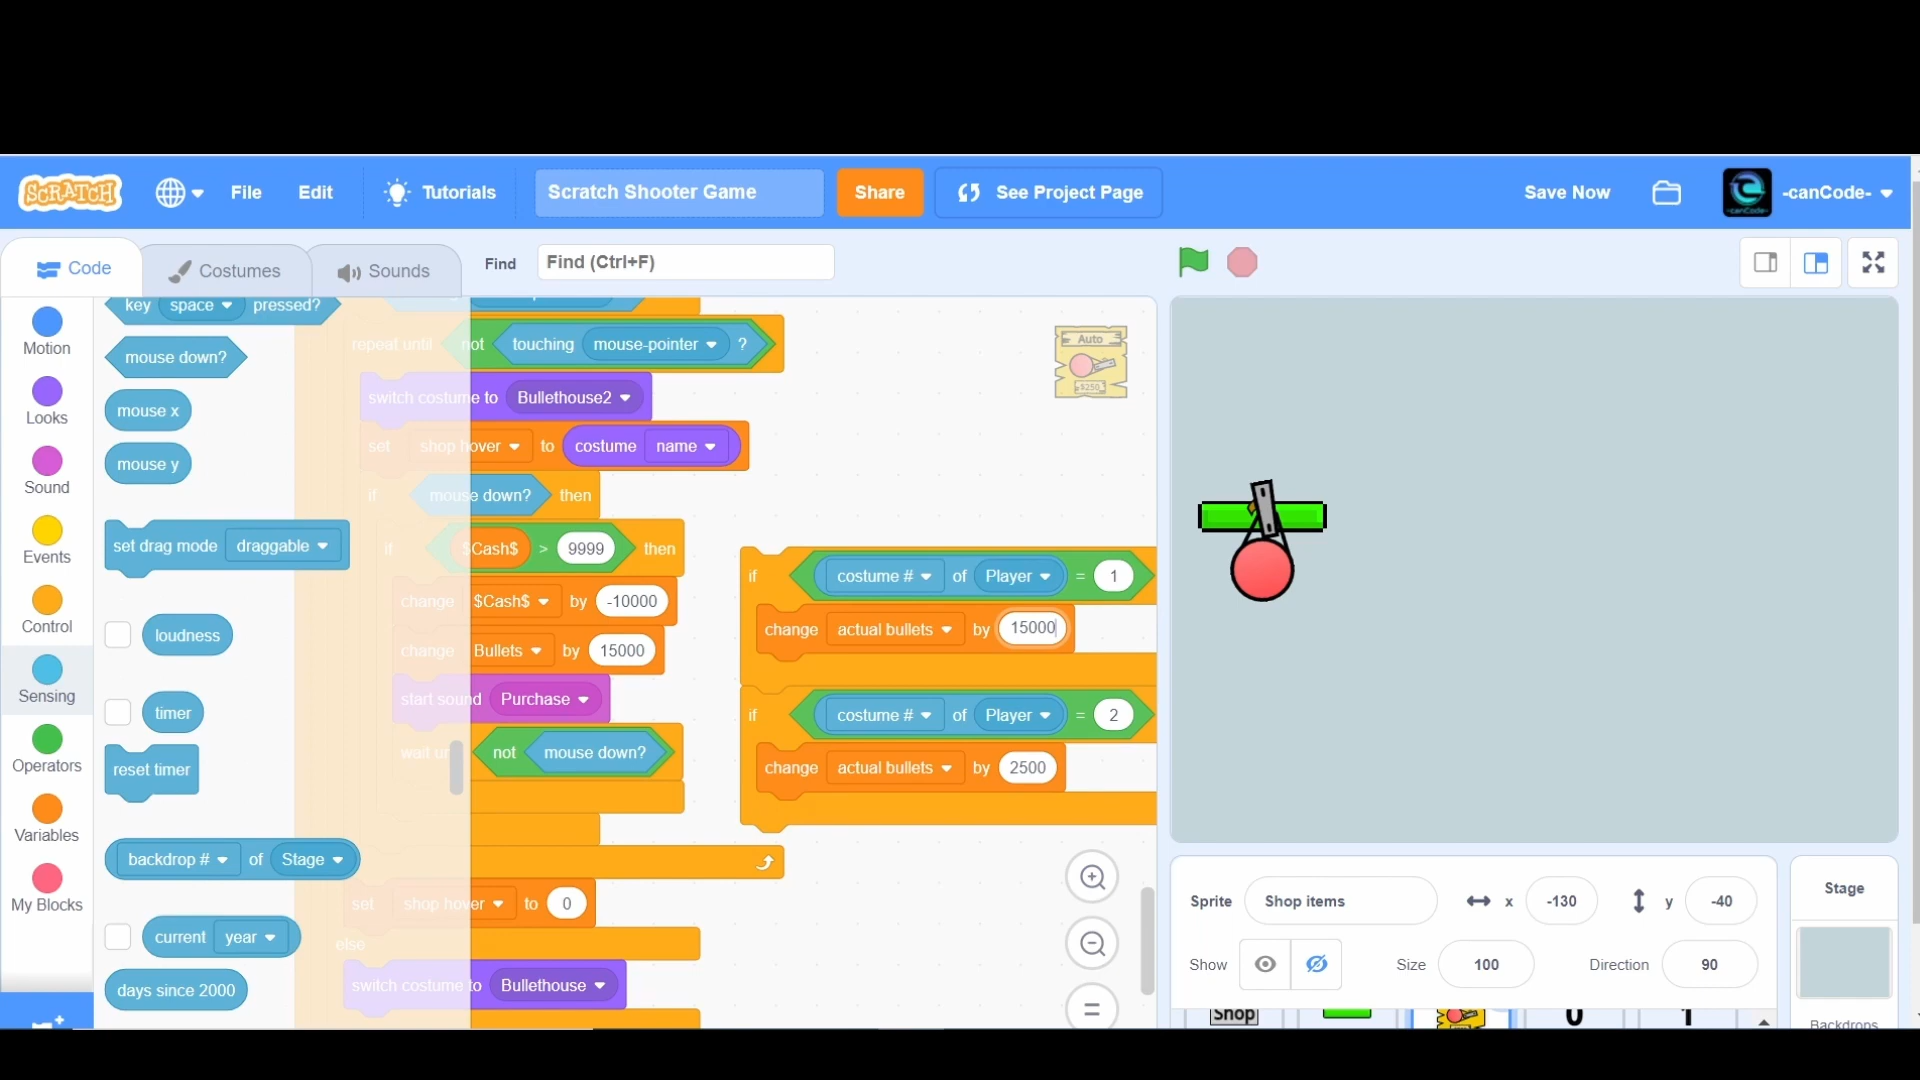 SCRATCH
File
Edit
Tutorials
Scratch Shooter Game
Share
See Project Page
Save Now
-canCode-
-canCode-
Code
Costumes
Sounds
Find
Find (Ctrl+F)
Motion
Looks
Sound
Events
Control
Sensing
Operators
Variables
My Blocks
key space pressed?
mouse down?
mouse x
mouse y
set drag mode draggable
loudness
timer
reset timer
backdrop # of Stage
current year
days since 2000
repeat until not touching mouse-pointer ?
switch costume to Bullethouse2
set shop hover to costume name
if mouse down? then
if $Cash$ > 9999 then
change $Cash$ by -10000
change Bullets by 15000
start sound Purchase
not mouse down?
set shop hover to 0
else
switch costume to Bullethouse
Auto
$250
if costume # of Player = 1
change actual bullets by 15000
if costume # of Player = 2
change actual bullets by 2500
Sprite Shop items x -130 y -40
Show Size 100 Direction 90
Stage
Backdrops
Shop
0
1